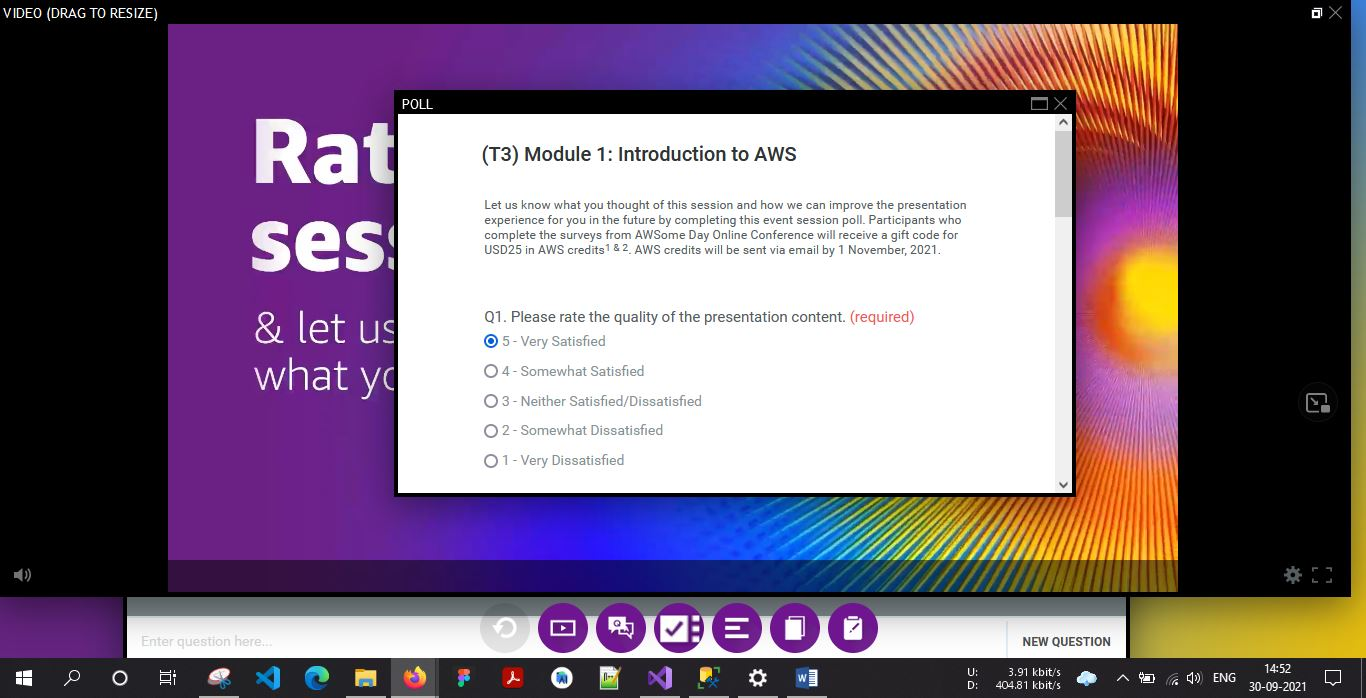 VIDEO (DRAG TO RESIZE)
Rat
sess
& let us
what yo
POLL
(T3) Module 1: Introduction to AWS
Let us know what you thought of this session and how we can improve the presentation
experience for you in the future by completing this event session poll. Participants who
complete the surveys from AWSome Day Online Conference will receive a gift code for
USD25 in AWS credits1 & 2. AWS credits will be sent via email by 1 November, 2021.
Q1. Please rate the quality of the presentation content. (required)
5 - Very Satisfied
4 - Somewhat Satisfied
3 - Neither Satisfied/Dissatisfied
2 - Somewhat Dissatisfied
1 - Very Dissatisfied
Enter question here...
NEW QUESTION
U: 3.91 kbit/s
D: 404.81 kbit/s
ENG
14:52
30-09-2021